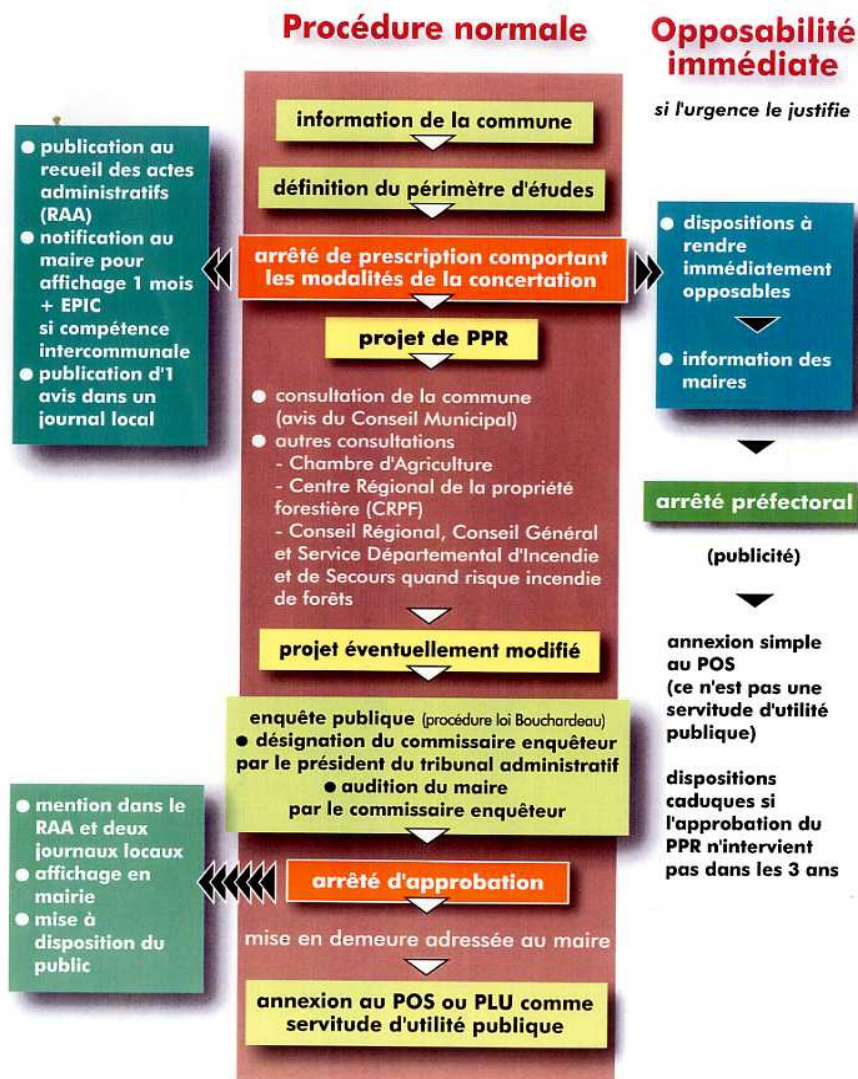 Procédure normale
Opposabilité
immédiate
si l'urgence le justifie
information de la commune
définition du périmètre d'études
arrêté de prescription comportant
les modalités de la concertation
● publication au
recueil des actes
administratifs
(RAA)
● notification au
maire pour
affichage 1 mois
+ EPIC
si compétence
intercommunale
● publication d'1
avis dans un
journal local
projet de PPR
● consultation de la commune
(avis du Conseil Municipal)
● autres consultations
- Chambre d'Agriculture
- Centre Régional de la propriété
forestière (CRPF)
- Conseil Régional, Conseil Général
et Service Départemental d'Incendie
et de Secours quand risque incendie
de forêts
projet éventuellement modifié
enquête publique (procédure loi Bouchardeau)
● désignation du commissaire enquêteur
par le président du tribunal administratif
● audition du maire
par le commissaire enquêteur
arrêté d'approbation
● mention dans le
RAA et deux
journaux locaux
● affichage en
mairie
● mise à
disposition du
public
mise en demeure adressée au maire
annexion au POS ou PLU comme
servitude d'utilité publique
● dispositions à
rendre
immédiatement
opposables
● information des
maires
arrêté préfectoral
(publicité)
annexion simple
au POS
(ce n'est pas une
servitude d'utilité
publique)
dispositions
caduques si
l'approbation du
PPR n'intervient
pas dans les 3 ans